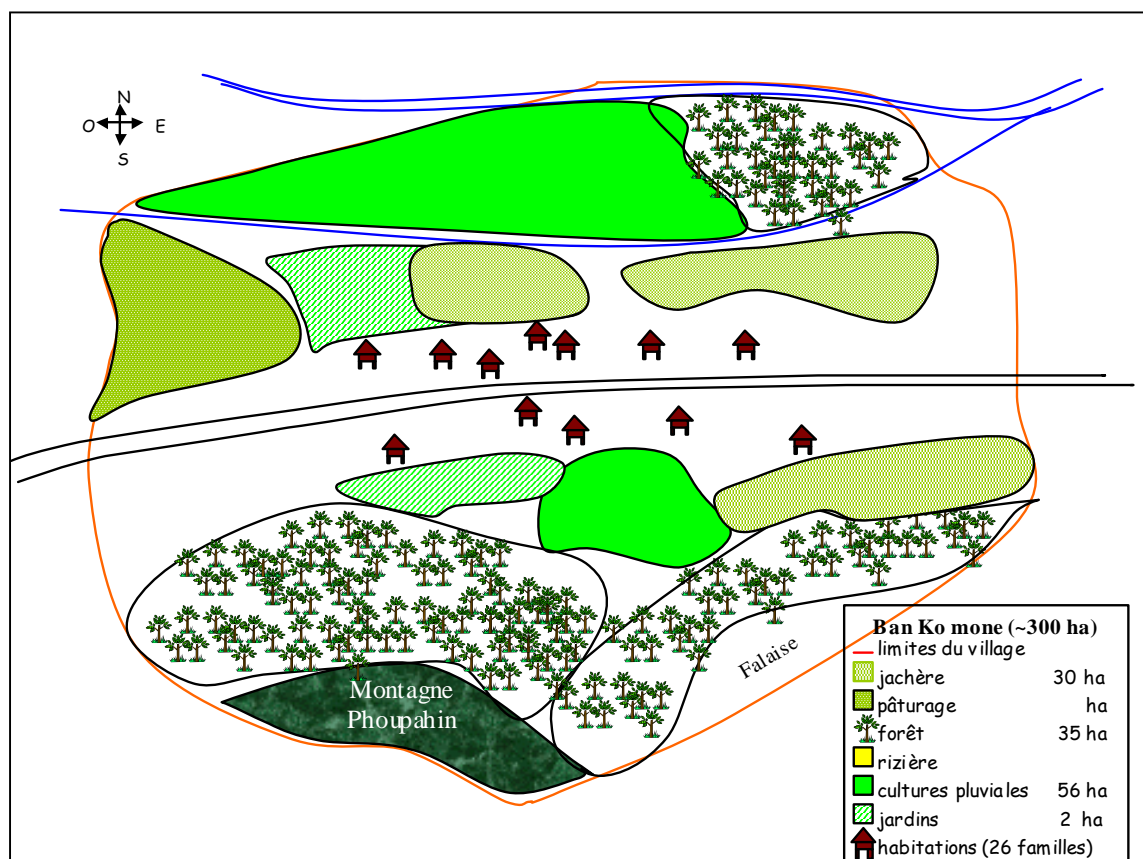 N
O E
S
Falaise
Montagne
Phoupahin
Ban Ko mone (~300 ha)
limites du village
jachère 30 ha
pâturage ha
forêt 35 ha
rizière
cultures pluviales 56 ha
jardins 2 ha
habitations (26 familles)